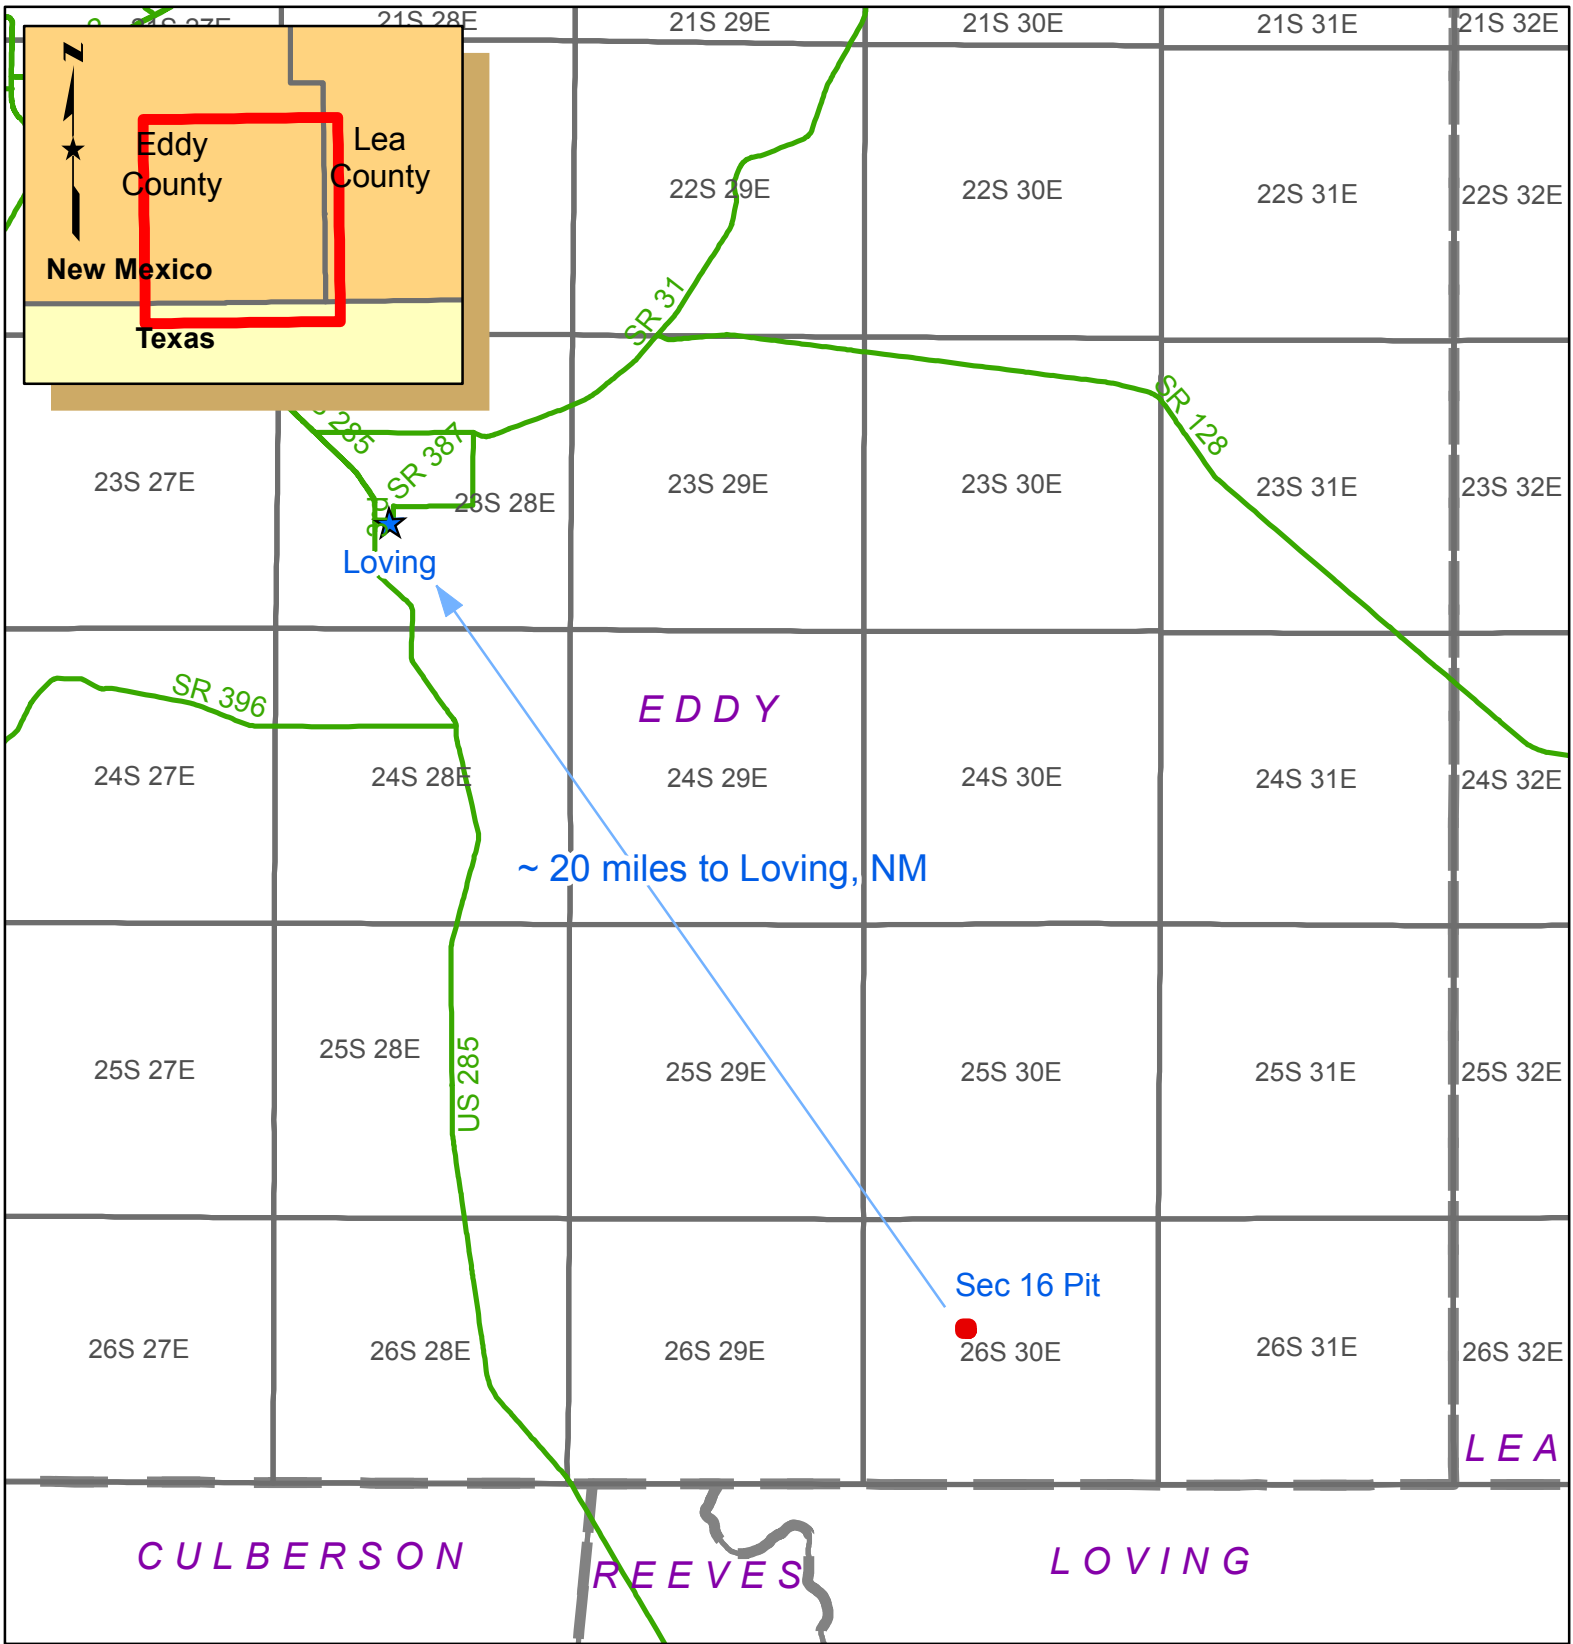 21S 27E
21S 28E
21S 29E
21S 30E
21S 31E
21S 32E
N
Eddy
County
Lea
County
New Mexico
Texas
22S 29E
22S 30E
22S 31E
22S 32E
SR 31
SR 128
285
SR 387
23S 27E
23S 28E
23S 29E
23S 30E
23S 31E
23S 32E
Loving
SR 396
EDDY
24S 27E
24S 28E
24S 29E
24S 30E
24S 31E
24S 32E
~ 20 miles to Loving, NM
25S 27E
25S 28E
US 285
25S 29E
25S 30E
25S 31E
25S 32E
Sec 16 Pit
26S 27E
26S 28E
26S 29E
26S 30E
26S 31E
26S 32E
LEA
CULBERSON
REEVES
LOVING